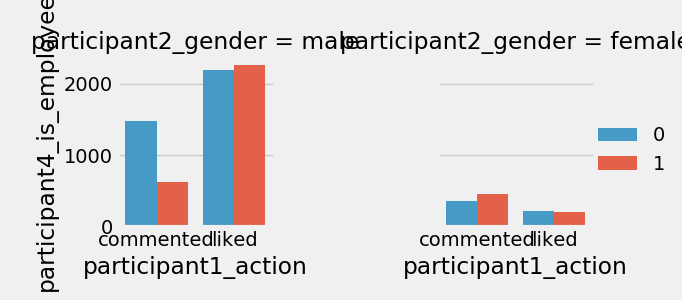 participant2_gender = male
participant2_gender = female
participant4_is_employee
2000
1000
0
commented
liked
participant1_action
commented
liked
participant1_action
0
1